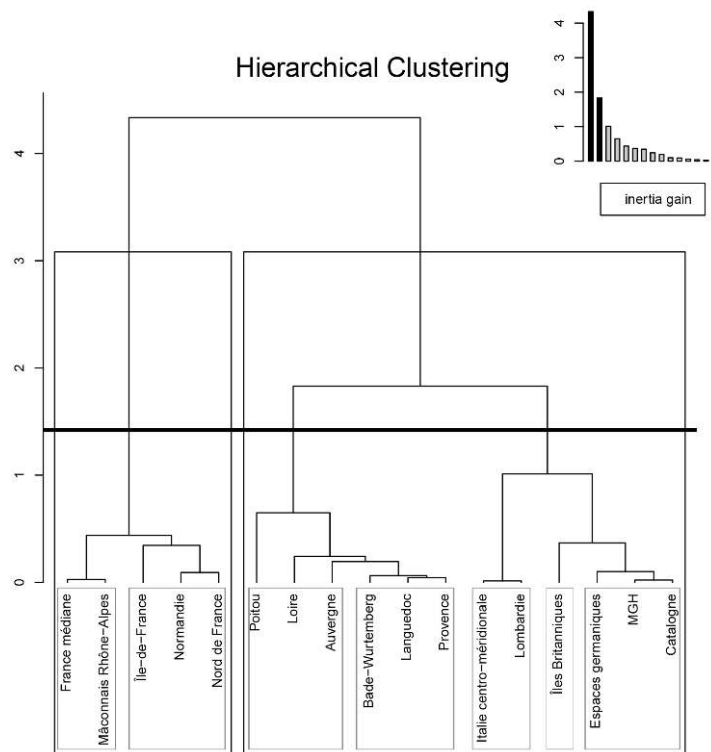 Hierarchical Clustering
4
3
2
1
0
inertia gain
4
3
2
1
0
France médiane
Mâconnais Rhône-Alpes
Île-de-France
Normandie
Nord de France
Poitou
Loire
Auvergne
Bade-Wurtemberg
Languedoc
Provence
Italie centro-méridionale
Lombardie
Îles Britanniques
Espaces germaniques
MGH
Catalogne